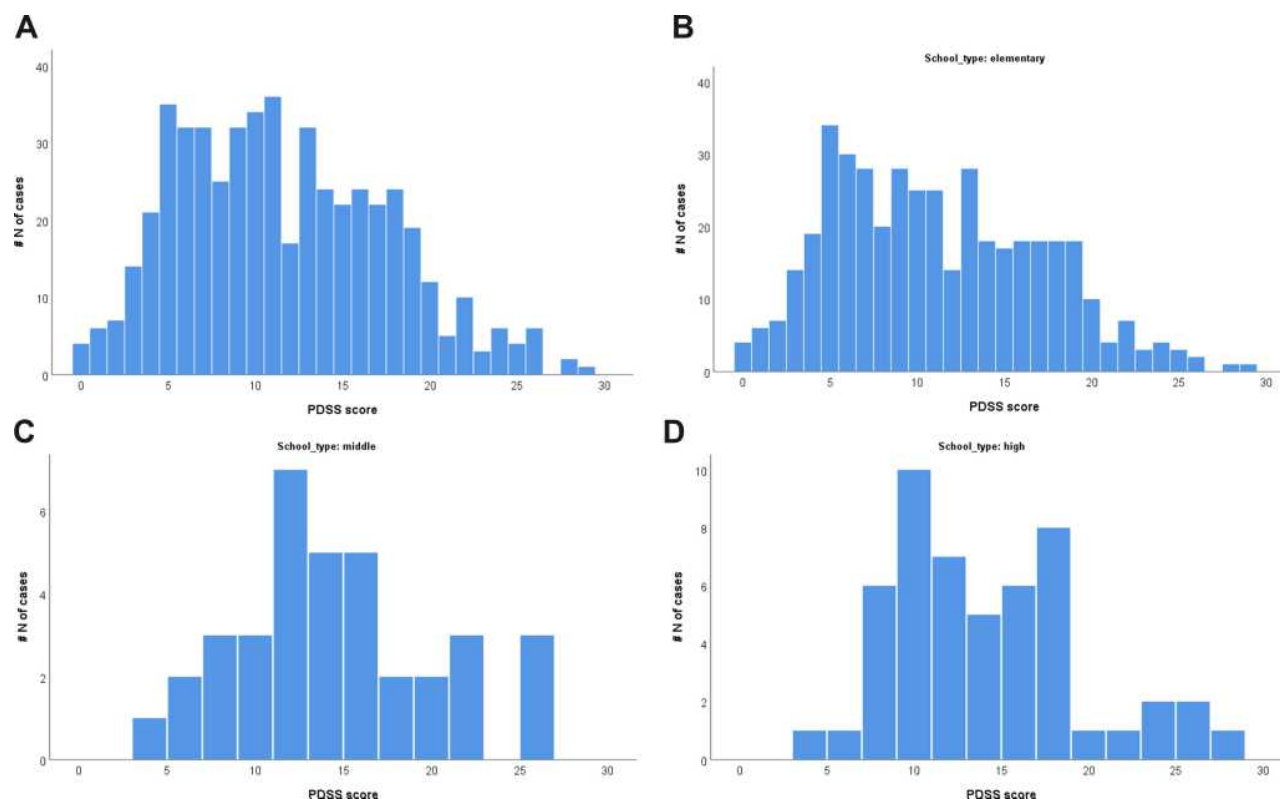 A
40
30
20
10
0
# N of cases
0 5 10 15 20 25 30
PDSS score
B
School_type: elementary
40
30
20
10
0
# N of cases
0 5 10 15 20 25 30
PDSS score
C
School_type: middle
6
4
2
0
# N of cases
0 5 10 15 20 25 30
PDSS score
D
School_type: high
10
8
6
4
2
0
# N of cases
0 5 10 15 20 25 30
PDSS score